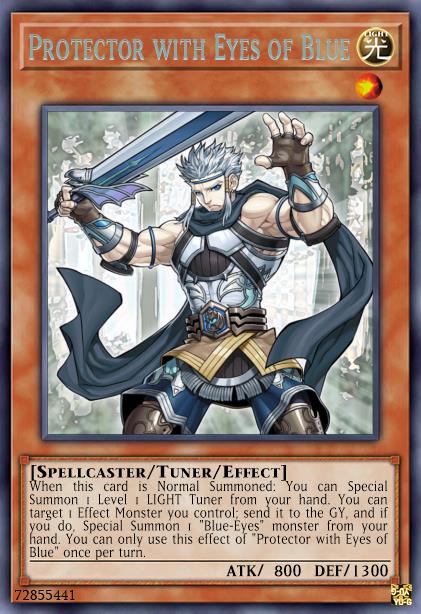 Protector with Eyes of Blue
LIGHT
光
[Spellcaster/Tuner/Effect]
When this card is Normal Summoned: You can Special
Summon 1 Level 1 LIGHT Tuner from your hand. You can
target 1 Effect Monster you control; send it to the GY, and if
you do, Special Summon 1 "Blue-Eyes" monster from your
hand. You can only use this effect of "Protector with Eyes of
Blue" once per turn.
ATK/ 800 DEF/1300
72855441